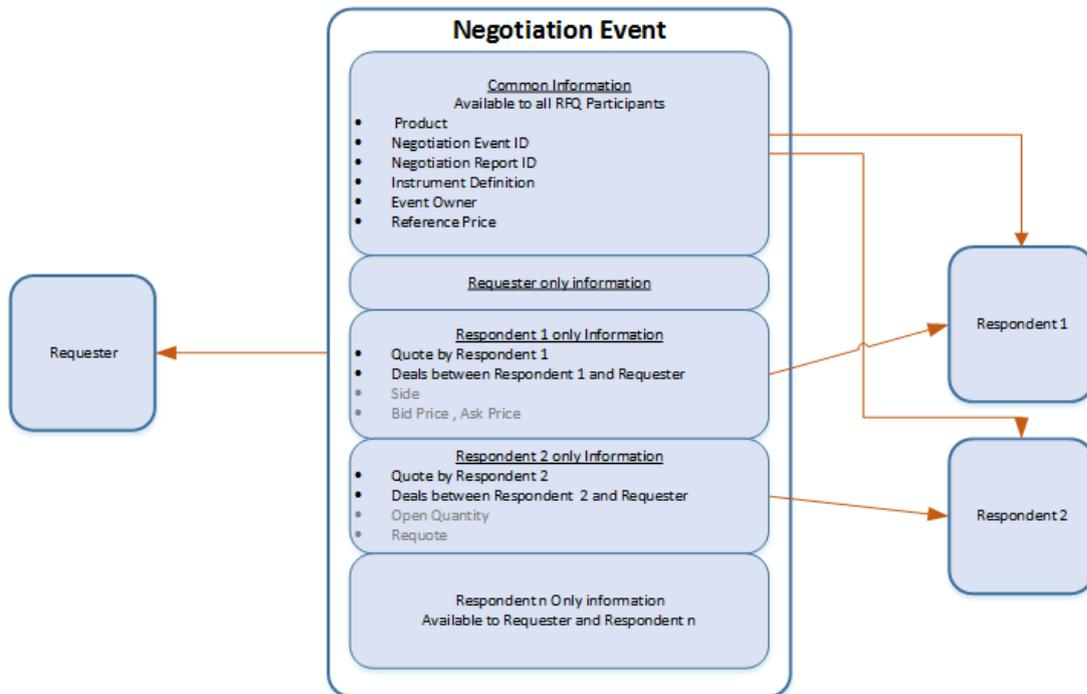 Negotiation Event
Common Information
Available to all RFQ Participants
• Product
• Negotiation Event ID
• Negotiation Report ID
• Instrument Definition
• Event Owner
• Reference Price
Requester only information
Respondent 1 only Information
• Quote by Respondent 1
• Deals between Respondent 1 and Requester
• Side
• Bid Price , Ask Price
Respondent 2 only Information
• Quote by Respondent 2
• Deals between Respondent 2 and Requester
• Open Quantity
• Requote
Respondent n Only information
Available to Requester and Respondent n
Requester
Respondent 1
Respondent 2